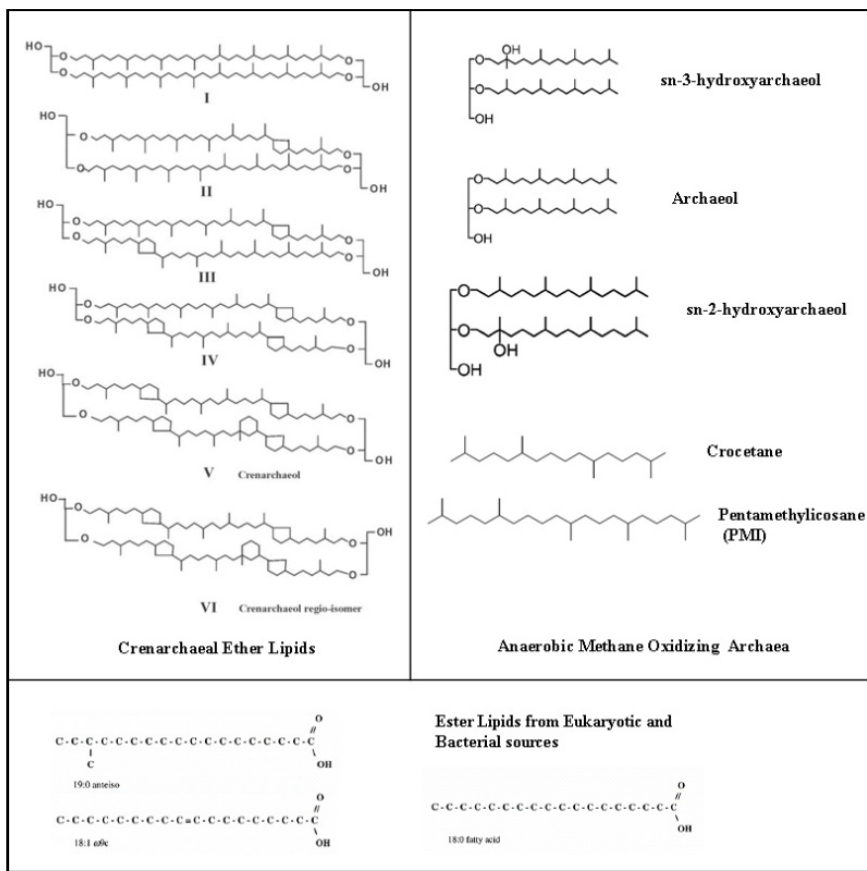 HO
O
O
O
O
OH
I
HO
O
O
O
O
OH
II
HO
O
O
O
O
OH
III
HO
O
O
O
O
OH
IV
HO
O
O
O
O
OH
V Crenarchaeol
HO
O
O
OH
O
O
VI Crenarchaeol regio-isomer
Crenarchaeal Ether Lipids
OH
O
O
OH
sn-3-hydroxyarchaeol
O
O
OH
Archaeol
O
O
OH
OH
sn-2-hydroxyarchaeol
Crocetane
Pentamethylicosane
(PMI)
Anaerobic Methane Oxidizing Archaea
O
C-C-C-C-C-C-C-C-C-C-C-C-C-C-C-C-C-C
C
OH
19:0 anteiso
O
C-C-C-C-C-C-C-C-C=C-C-C-C-C-C-C-C-C
OH
18:1 ω9c
Ester Lipids from Eukaryotic and
Bacterial sources
O
C-C-C-C-C-C-C-C-C-C-C-C-C-C-C-C-C-C
OH
18:0 fatty acid